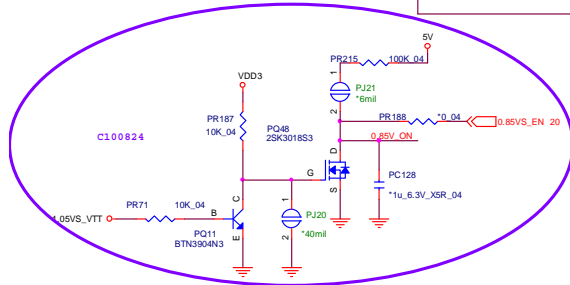 5V
PR215
100K_04
1
PJ21
*6mil
2
VDD3
PR187
10K_04
PQ48
2SK3018S3
PR188
*0_04
0.85VS_EN 20
0.85V_ON
C100824
D
G
S
PC128
*1u_6.3V_X5R_04
PR71
10K_04
1.05VS_VTT
C
B
E
PQ11
BTN3904N3
1
PJ20
*40mil
2